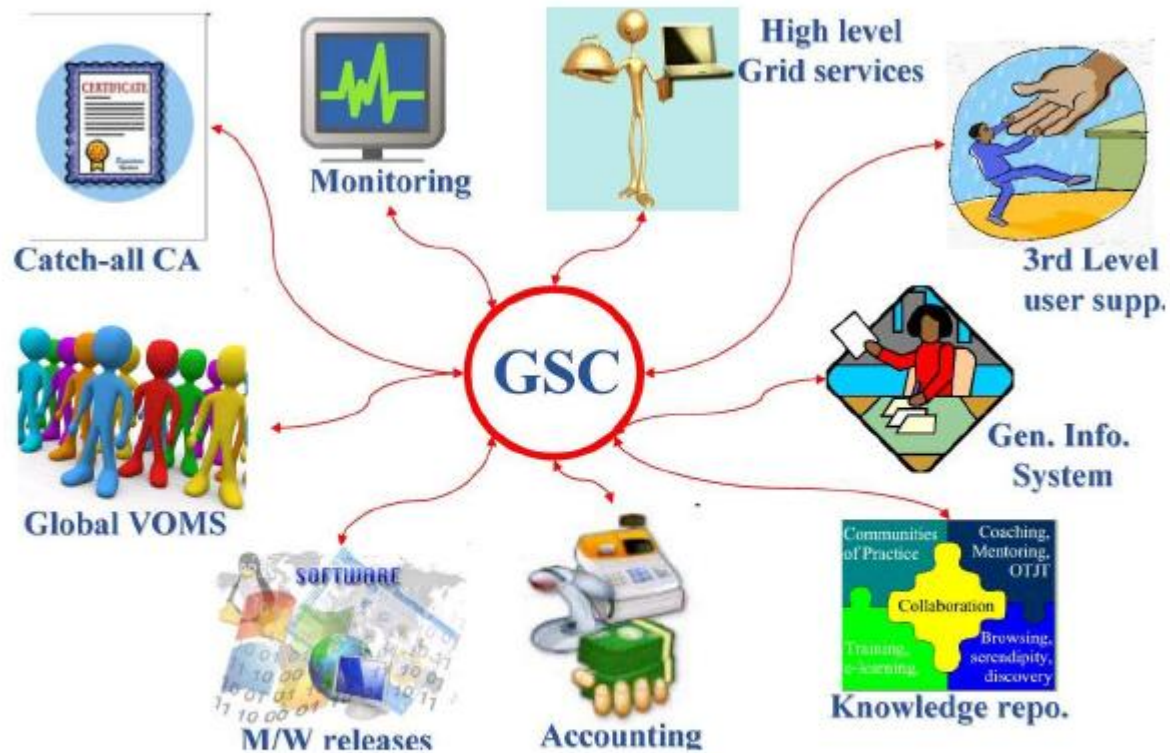 CERTIFICATE
Catch-all CA
Monitoring
High level
Grid services
3rd Level
user supp.
GSC
Global VOMS
Gen. Info.
System
SOFTWARE
M/W releases
Accounting
Communities
of Practice
Coaching,
Mentoring,
OTJT
Collaboration
Training,
e-learning,
Browsing,
serendipity,
discovery
Knowledge repo.